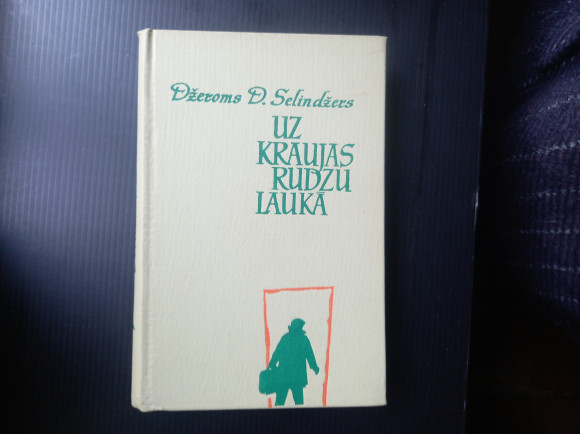 Džeroms D. Selindžers
UZ
KRAUJAS
RUDZU
LAUKĀ